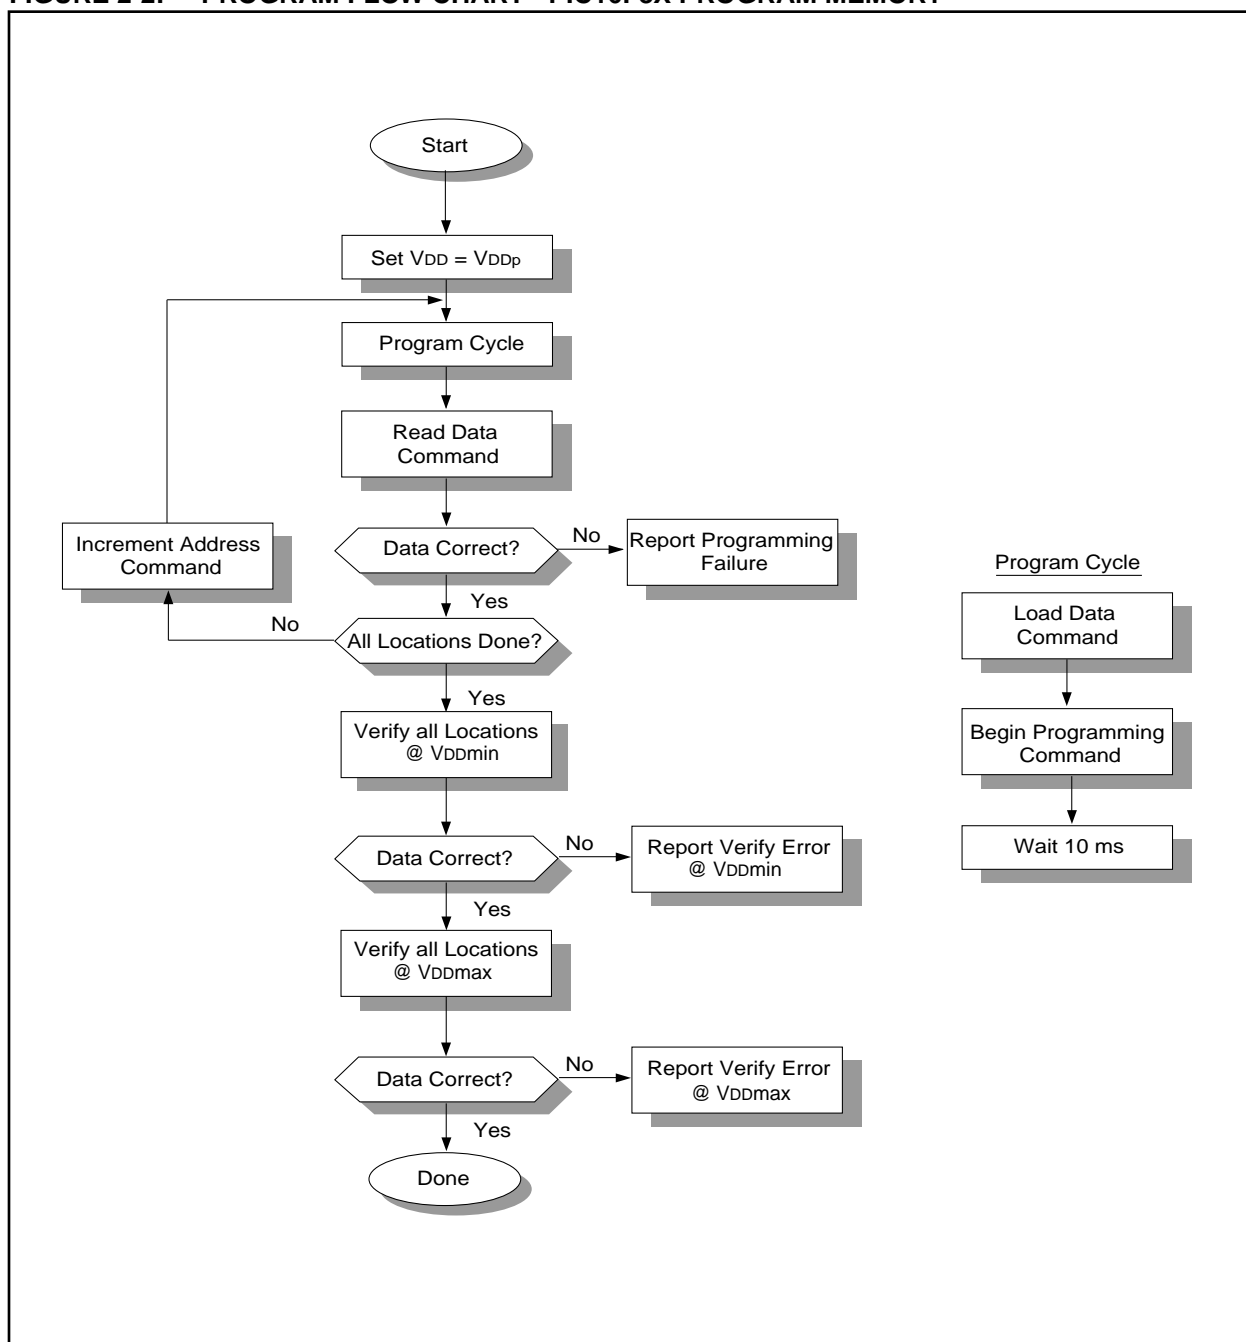 Start
Set VDD = VDDp
Program Cycle
Read Data
Command
Data Correct?
No
Report Programming
Failure
Increment Address
Command
Yes
No
All Locations Done?
Yes
Verify all Locations
@ VDDmin
Data Correct?
No
Report Verify Error
@ VDDmin
Yes
Verify all Locations
@ VDDmax
Data Correct?
No
Report Verify Error
@ VDDmax
Yes
Done
Program Cycle
Load Data
Command
Begin Programming
Command
Wait 10 ms